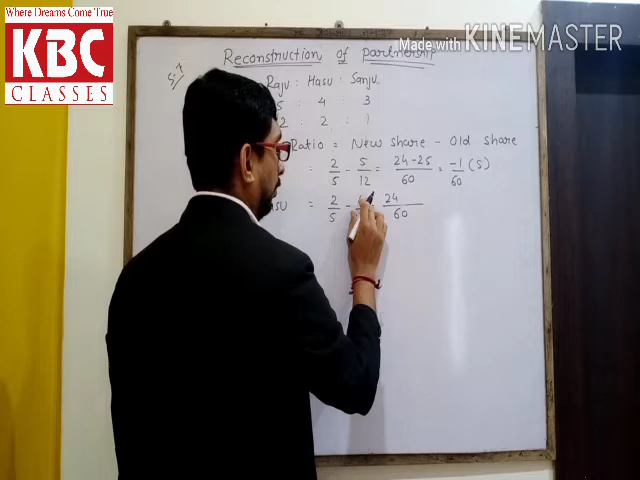 Where Dreams Come True
KBC
CLASSES
Made with KINEMASTER
Reconstruction of partnership
Raju : Hasu : Sanju
5 : 4 : 3
2 : 2 : 1
Ratio = New share - Old share
= 2/5 - 5/12 = 24-25/60 = -1/60 (S)
= 2/5 - = 24/60